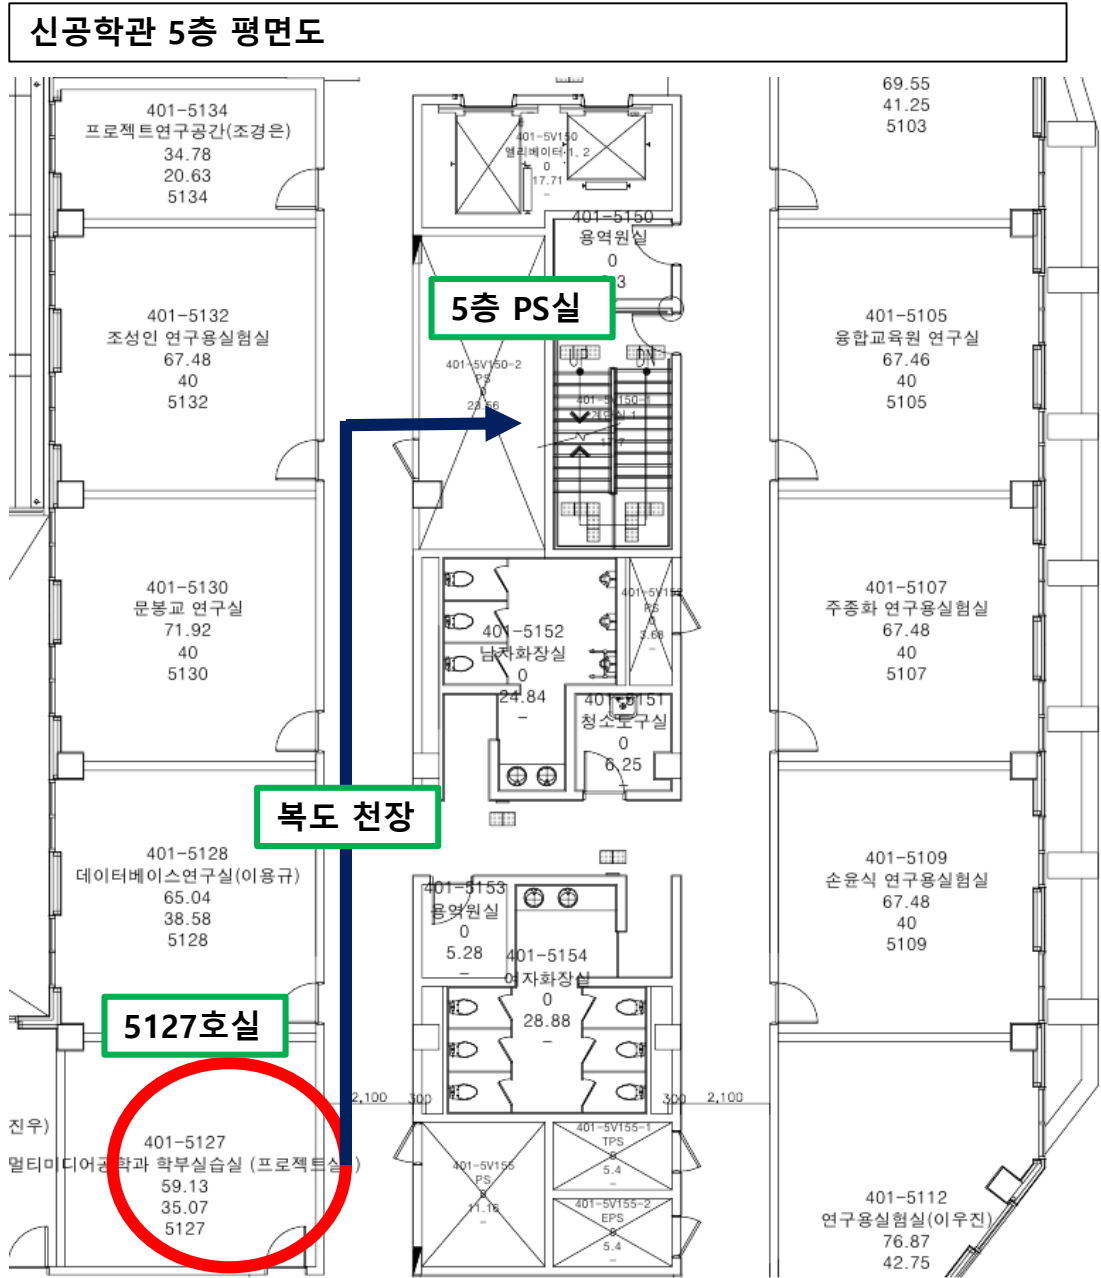 신공학관 5층 평면도
401-5134
프로젝트연구공간(조경은)
34.78
20.63
5134
401-5V150
엘리베이터-1, 2
0
17.71
-
69.55
41.25
5103
401-5150
용역원실
0
5층 PS실
401-5132
조성인 연구용실험실
67.48
40
5132
401-5V150-2
PS
0
UP
DN
401-5V150-1
401-5105
융합교육원 연구실
67.46
40
5105
401-5130
문봉교 연구실
71.92
40
5130
401-5152
남자화장실
0
24.84
-
PS
0
3.68
-
401-5151
청소도구실
0
6.25
-
401-5107
주종화 연구용실험실
67.48
40
5107
복도 천장
401-5128
데이터베이스연구실(이용규)
65.04
38.58
5128
401-5153
용역원실
0
5.28
-
401-5154
여자화장실
0
28.88
-
401-5109
손윤식 연구용실험실
67.48
40
5109
5127호실
2,100
300
300
2,100
진우)
401-5127
멀티미디어공학과 학부실습실 (프로젝트실)
59.13
35.07
5127
401-5V155
PS
0
11.16
-
401-5V155-1
TPS
0
5.4
-
401-5V155-2
EPS
0
5.4
-
401-5112
연구용실험실(이우진)
76.87
42.75